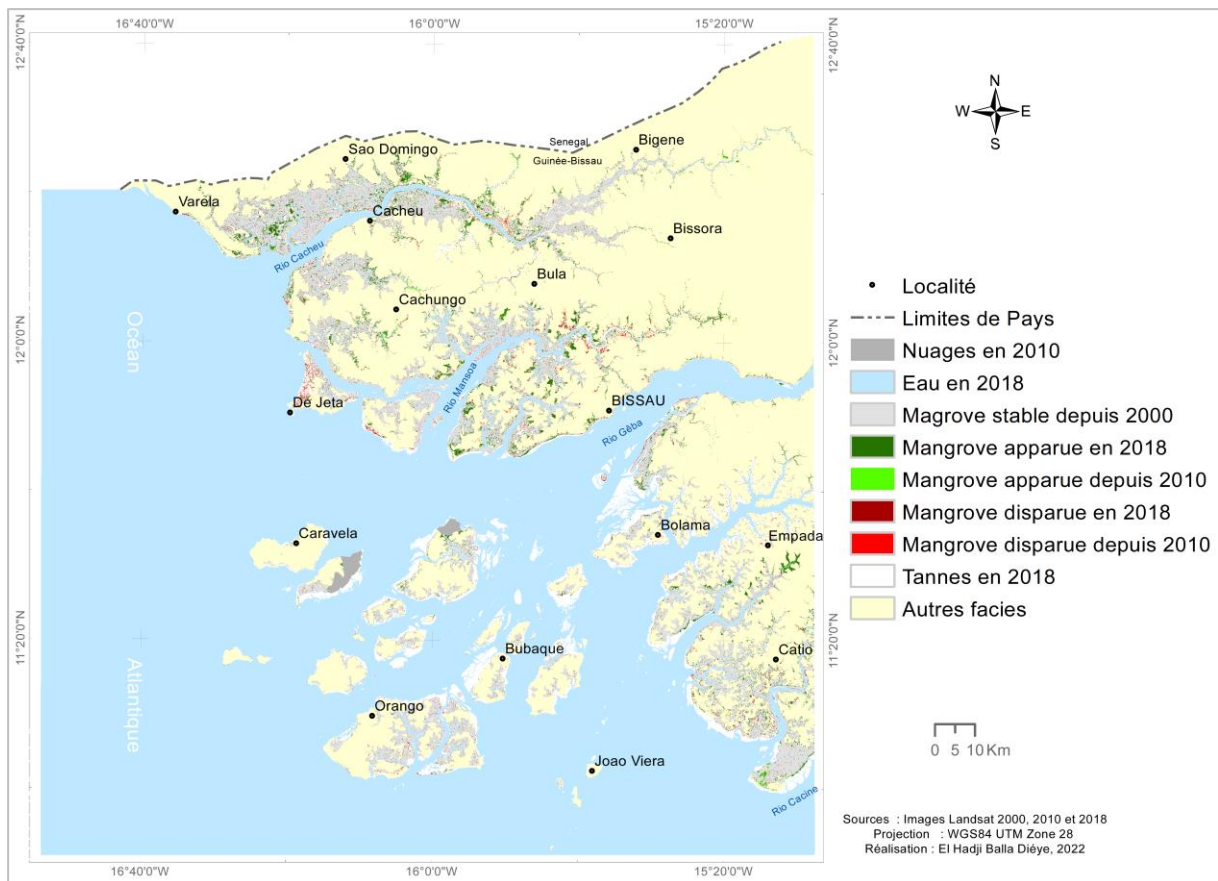 16°40'0"W
16°0'0"W
15°20'0"W
12°40'0"N
12°40'0"N
N
W
E
S
Senegal
Guinée-Bissau
Bigene
Sao Domingo
Varela
Cacheu
Rio Cacheu
Bissora
Bula
Cachungo
Océan
12°0'0"N
12°0'0"N
Rio Mansoa
De Jeta
BISSAU
Rio Gêba
Caravela
Bolama
Empada
11°20'0"N
11°20'0"N
Bubaque
Catio
Atlantique
Orango
Joao Viera
Rio Cacine
16°40'0"W
16°0'0"W
15°20'0"W
Localité
Limites de Pays
Nuages en 2010
Eau en 2018
Magrove stable depuis 2000
Mangrove apparue en 2018
Mangrove apparue depuis 2010
Mangrove disparue en 2018
Mangrove disparue depuis 2010
Tannes en 2018
Autres facies
0 5 10 Km
Sources : Images Landsat 2000, 2010 et 2018
Projection : WGS84 UTM Zone 28
Réalisation : El Hadji Balla Diéye, 2022